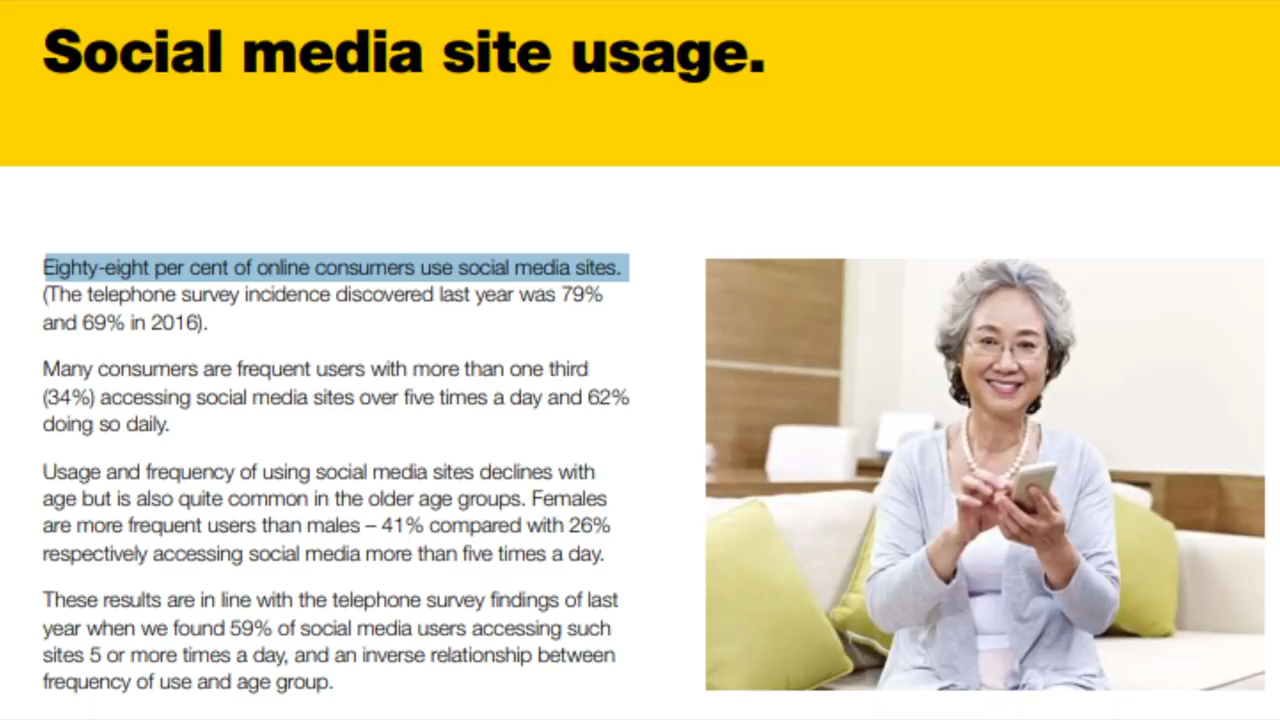 Social media site usage.
Eighty-eight per cent of online consumers use social media sites.
(The telephone survey incidence discovered last year was 79%
and 69% in 2016).
Many consumers are frequent users with more than one third
(34%) accessing social media sites over five times a day and 62%
doing so daily.
Usage and frequency of using social media sites declines with
age but is also quite common in the older age groups. Females
are more frequent users than males – 41% compared with 26%
respectively accessing social media more than five times a day.
These results are in line with the telephone survey findings of last
year when we found 59% of social media users accessing such
sites 5 or more times a day, and an inverse relationship between
frequency of use and age group.